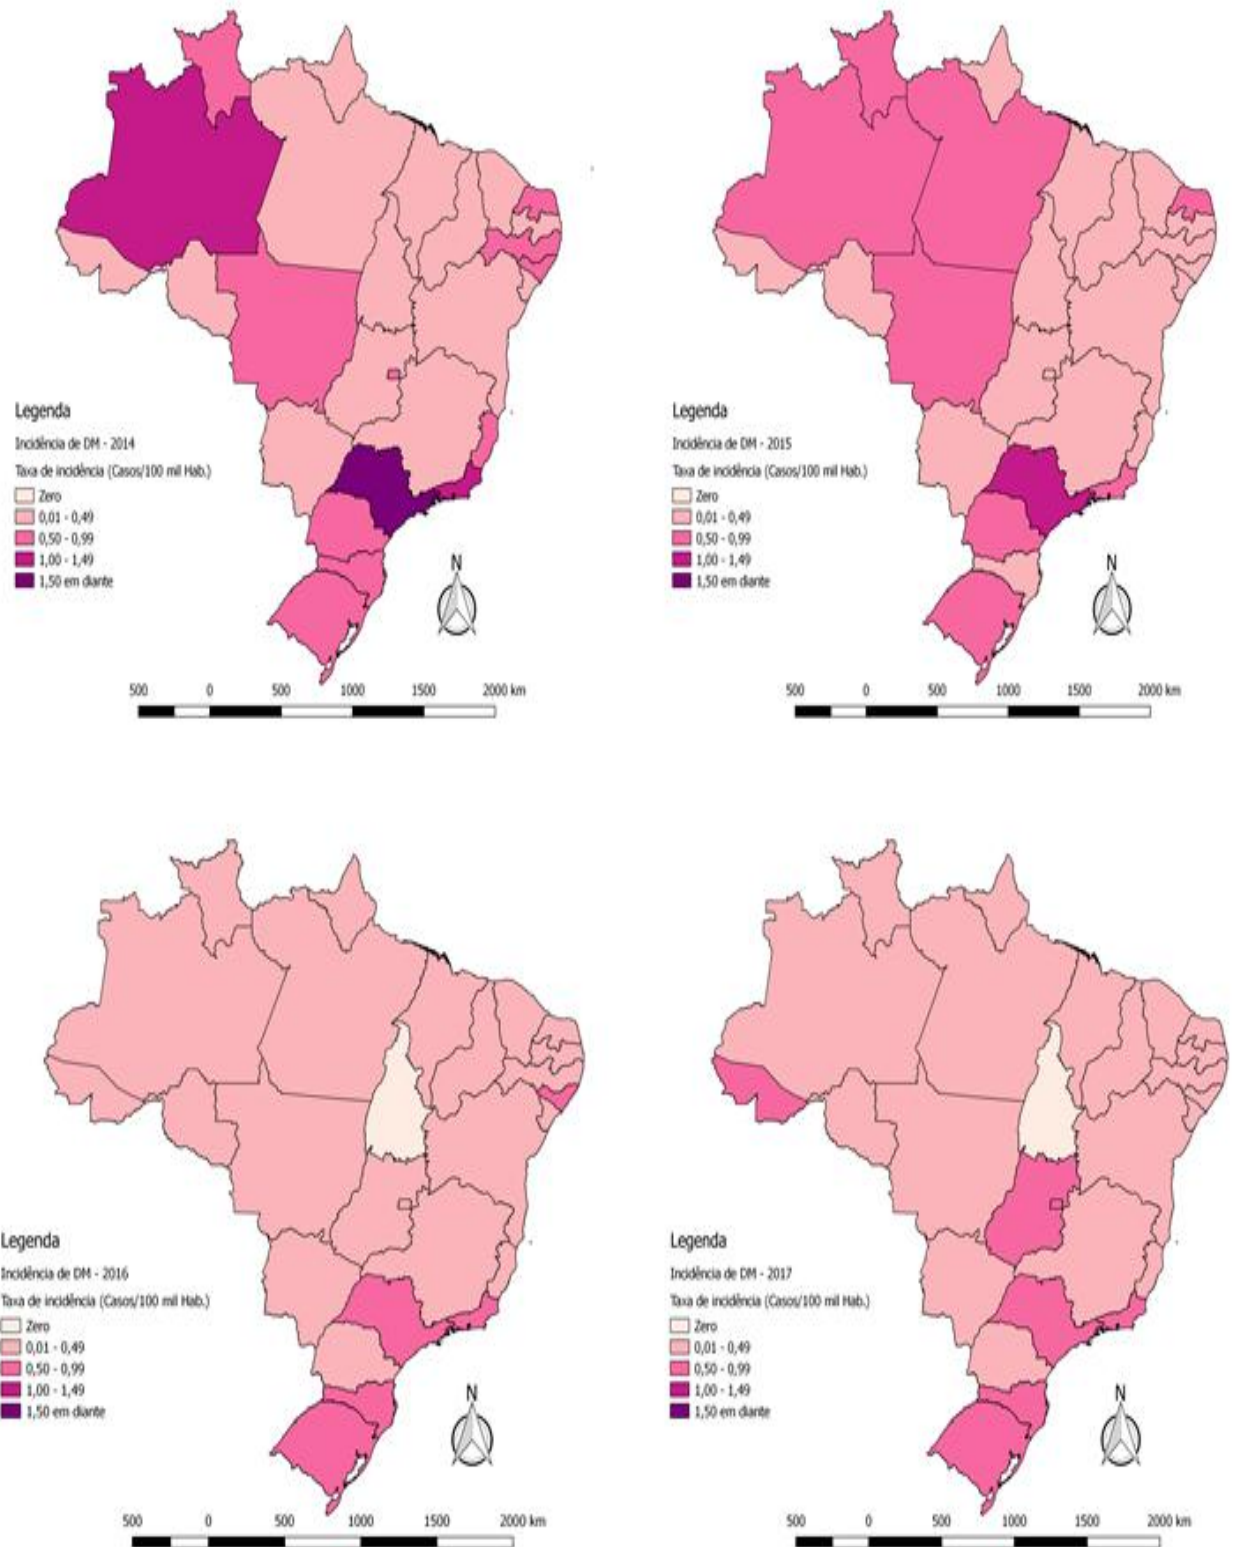 Legenda
Incidência de DM - 2014
Taxa de incidência (Casos/100 mil Hab.)
Zero
0,01 - 0,49
0,50 - 0,99
1,00 - 1,49
1,50 em diante
N
500 0 500 1000 1500 2000 km
Legenda
Incidência de DM - 2015
Taxa de incidência (Casos/100 mil Hab.)
Zero
0,01 - 0,49
0,50 - 0,99
1,00 - 1,49
1,50 em diante
N
500 0 500 1000 1500 2000 km
Legenda
Incidência de DM - 2016
Taxa de incidência (Casos/100 mil Hab.)
Zero
0,01 - 0,49
0,50 - 0,99
1,00 - 1,49
1,50 em diante
N
500 0 500 1000 1500 2000 km
Legenda
Incidência de DM - 2017
Taxa de incidência (Casos/100 mil Hab.)
Zero
0,01 - 0,49
0,50 - 0,99
1,00 - 1,49
1,50 em diante
N
500 0 500 1000 1500 2000 km